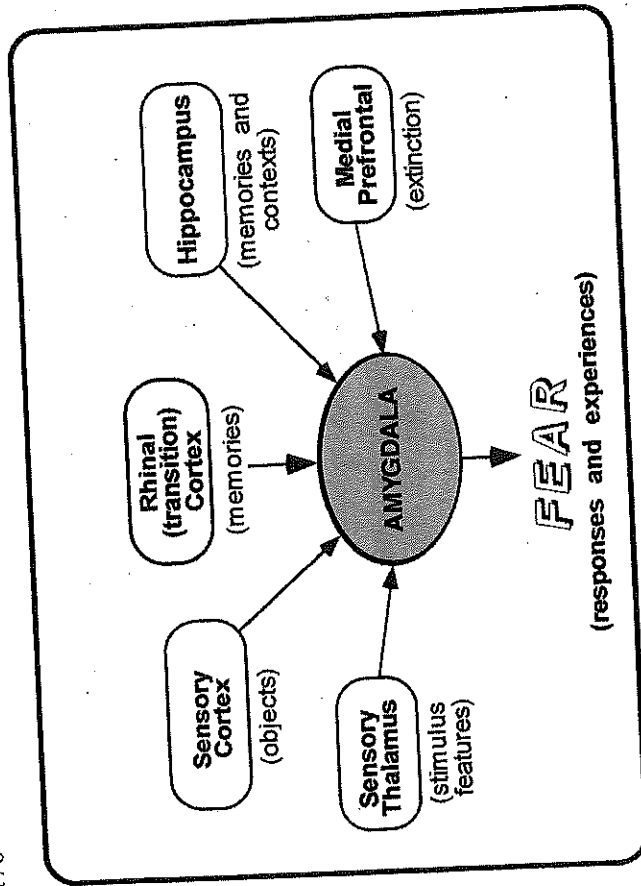 Rhinal
(transition)
Cortex
(memories)
Sensory
Cortex
(objects)
Hippocampus
(memories and
contexts)
Sensory
Thalamus
(stimulus
features)
AMYGDALA
Medial
Prefrontal
(extinction)
FEAR
(responses and experiences)